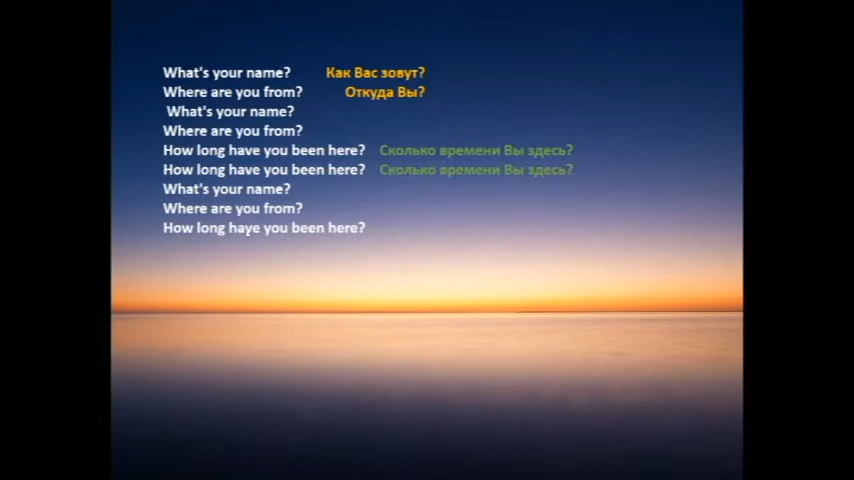 What's your name? Как Вас зовут?
Where are you from? Откуда Вы?
What's your name?
Where are you from?
How long have you been here? Сколько времени Вы здесь?
How long have you been here? Сколько времени Вы здесь?
What's your name?
Where are you from?
How long haye you been here?